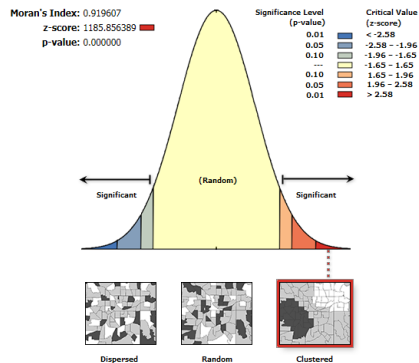 Moran's Index: 0.919607
z-score: 1185.856389
p-value: 0.000000
Significance Level
(p-value)
Critical Value
(z-score)
0.01 < -2.58
0.05 -2.58 – -1.96
0.10 -1.96 – -1.65
--- -1.65 – 1.65
0.10 1.65 – 1.96
0.05 1.96 – 2.58
0.01 > 2.58
(Random)
Significant
Significant
Dispersed
Random
Clustered